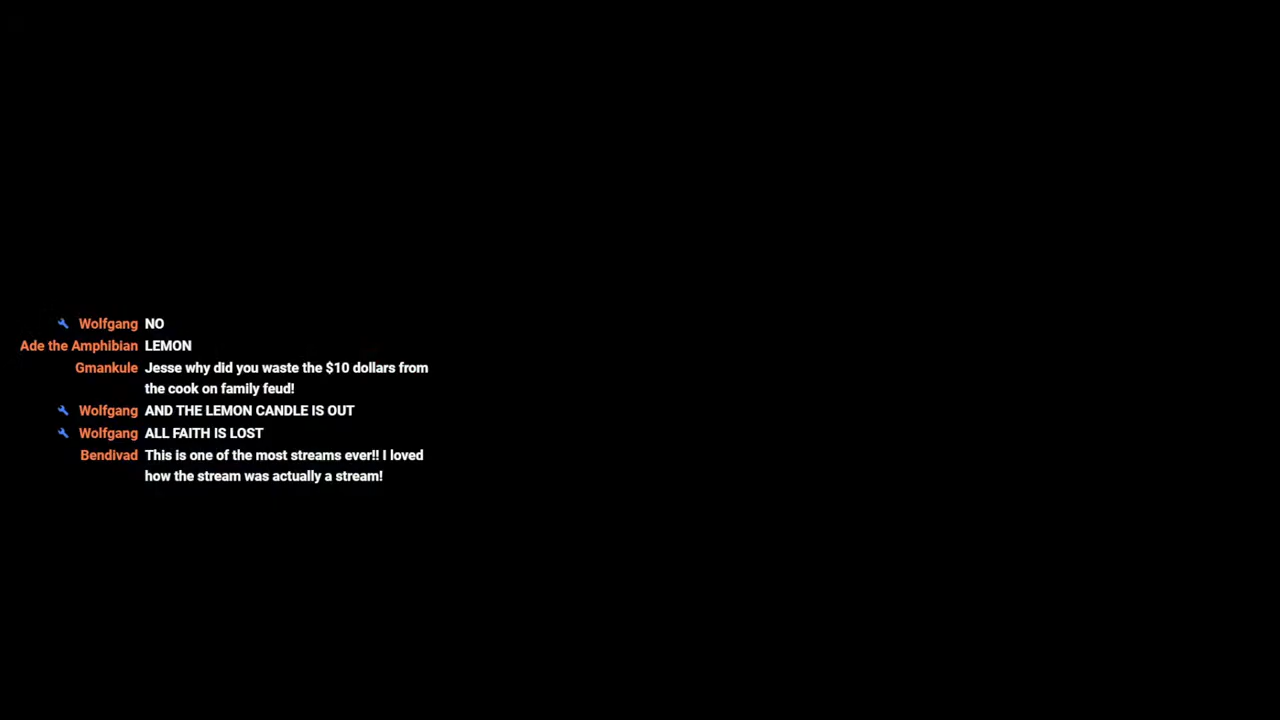 Wolfgang NO
Ade the Amphibian LEMON
Gmankule Jesse why did you waste the $10 dollars from
the cook on family feud!
Wolfgang AND THE LEMON CANDLE IS OUT
Wolfgang ALL FAITH IS LOST
Bendivad This is one of the most streams ever!! I loved
how the stream was actually a stream!